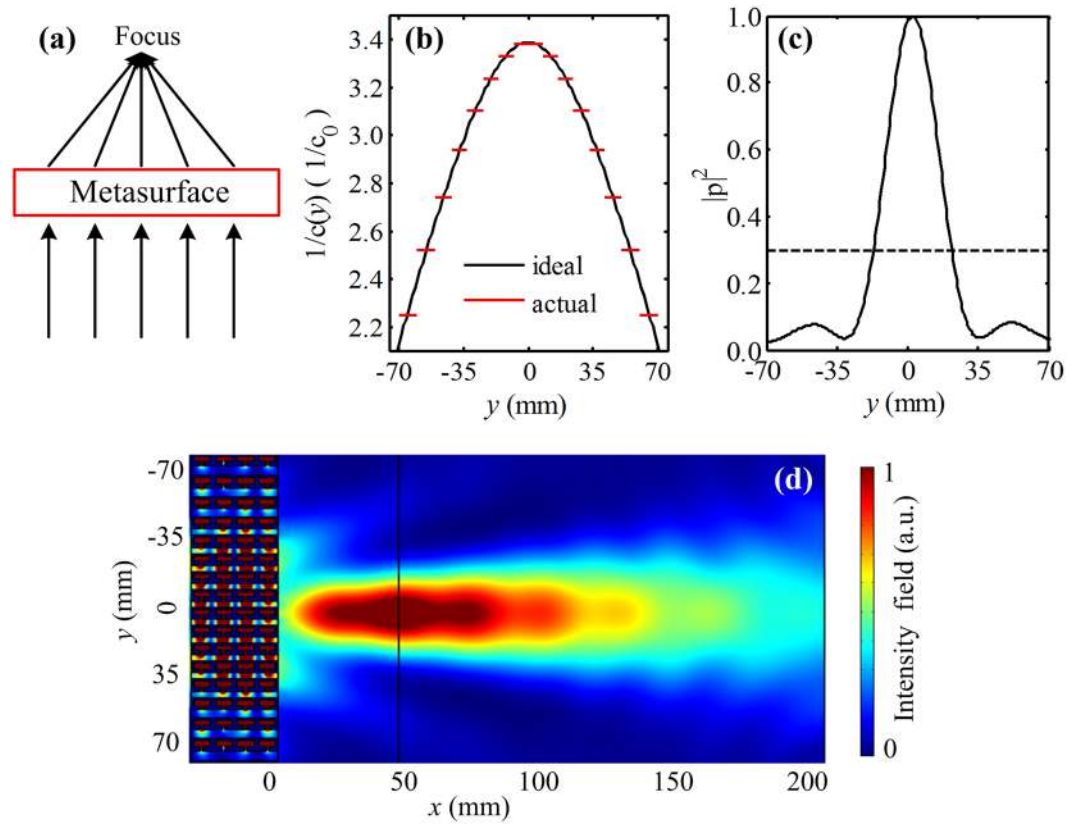 (a)
Focus
Metasurface
(b)
1/c(y) ( 1/c₀ )
3.4
3.2
3.0
2.8
2.6
2.4
2.2
ideal
actual
-70 -35 0 35 70
y (mm)
(c)
|p|²
1.0
0.8
0.6
0.4
0.2
0.0
-70 -35 0 35 70
y (mm)
(d)
y (mm)
-70
-35
0
35
70
0 50 100 150 200
x (mm)
1
0
Intensity field (a.u.)